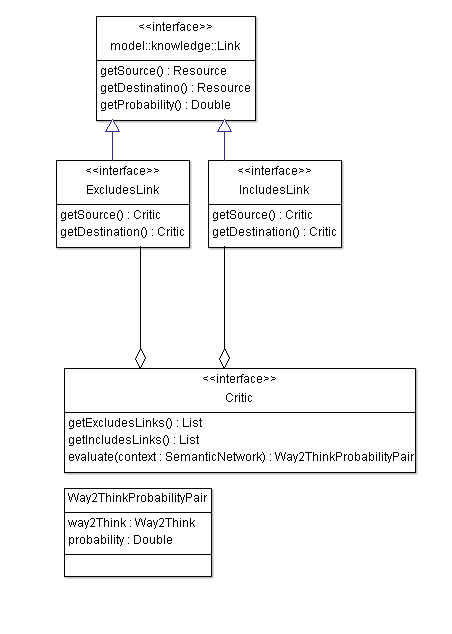 <<interface>>
model::knowledge::Link
getSource() : Resource
getDestinatino() : Resource
getProbability() : Double
<<interface>>
ExcludesLink
getSource() : Critic
getDestination() : Critic
<<interface>>
IncludesLink
getSource() : Critic
getDestination() : Critic
<<interface>>
Critic
getExcludesLinks() : List
getIncludesLinks() : List
evaluate(context : SemanticNetwork) : Way2ThinkProbabilityPair
Way2ThinkProbabilityPair
way2Think : Way2Think
probability : Double